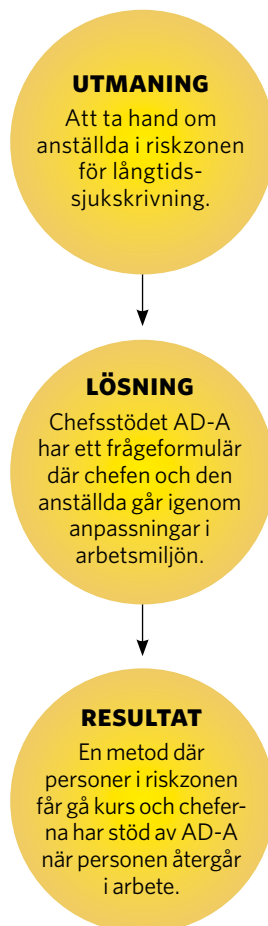 UTMANING
Att ta hand om
anställda i riskzonen
för långtids-
sjukskrivning.
LÖSNING
Chefsstödet AD-A
har ett frågeformulär
där chefen och den
anställda går igenom
anpassningar i
arbetsmiljön.
RESULTAT
En metod där
personer i riskzonen
får gå kurs och chefer-
na har stöd av AD-A
när personen återgår
i arbete.